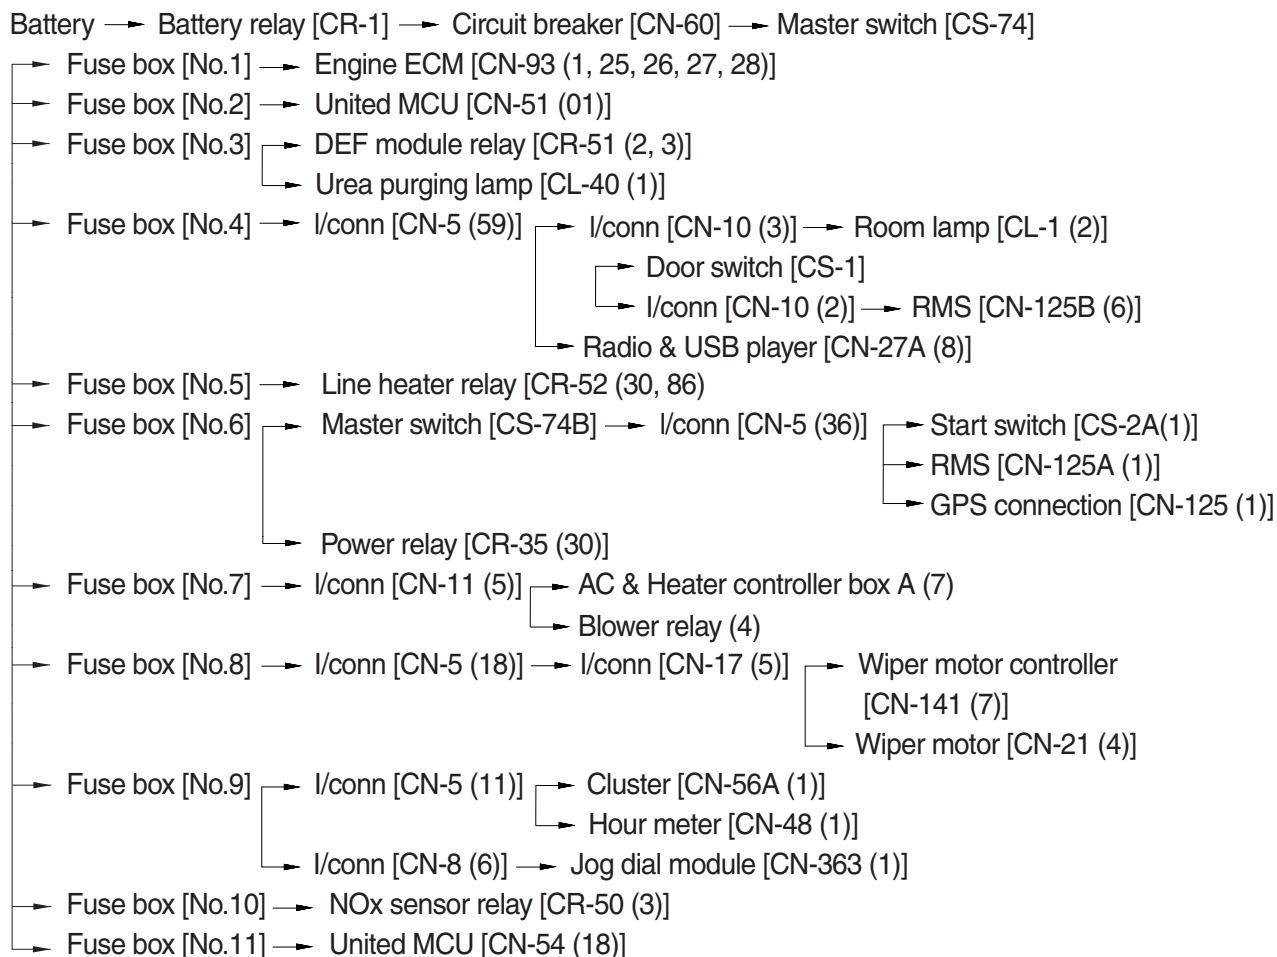 Battery → Battery relay [CR-1] → Circuit breaker [CN-60] → Master switch [CS-74]
→ Fuse box [No.1] → Engine ECM [CN-93 (1, 25, 26, 27, 28)]
→ Fuse box [No.2] → United MCU [CN-51 (01)]
→ Fuse box [No.3] → DEF module relay [CR-51 (2, 3)]
→ Urea purging lamp [CL-40 (1)]
→ Fuse box [No.4] → I/conn [CN-5 (59)] → I/conn [CN-10 (3)] → Room lamp [CL-1 (2)]
→ Door switch [CS-1]
→ I/conn [CN-10 (2)] → RMS [CN-125B (6)]
→ Radio & USB player [CN-27A (8)]
→ Fuse box [No.5] → Line heater relay [CR-52 (30, 86)
→ Fuse box [No.6] → Master switch [CS-74B] → I/conn [CN-5 (36)] → Start switch [CS-2A(1)]
→ RMS [CN-125A (1)]
→ GPS connection [CN-125 (1)]
→ Power relay [CR-35 (30)]
→ Fuse box [No.7] → I/conn [CN-11 (5)] → AC & Heater controller box A (7)
→ Blower relay (4)
→ Fuse box [No.8] → I/conn [CN-5 (18)] → I/conn [CN-17 (5)] → Wiper motor controller
[CN-141 (7)]
→ Wiper motor [CN-21 (4)]
→ Fuse box [No.9] → I/conn [CN-5 (11)] → Cluster [CN-56A (1)]
→ Hour meter [CN-48 (1)]
→ I/conn [CN-8 (6)] → Jog dial module [CN-363 (1)]
→ Fuse box [No.10] → NOx sensor relay [CR-50 (3)]
→ Fuse box [No.11] → United MCU [CN-54 (18)]